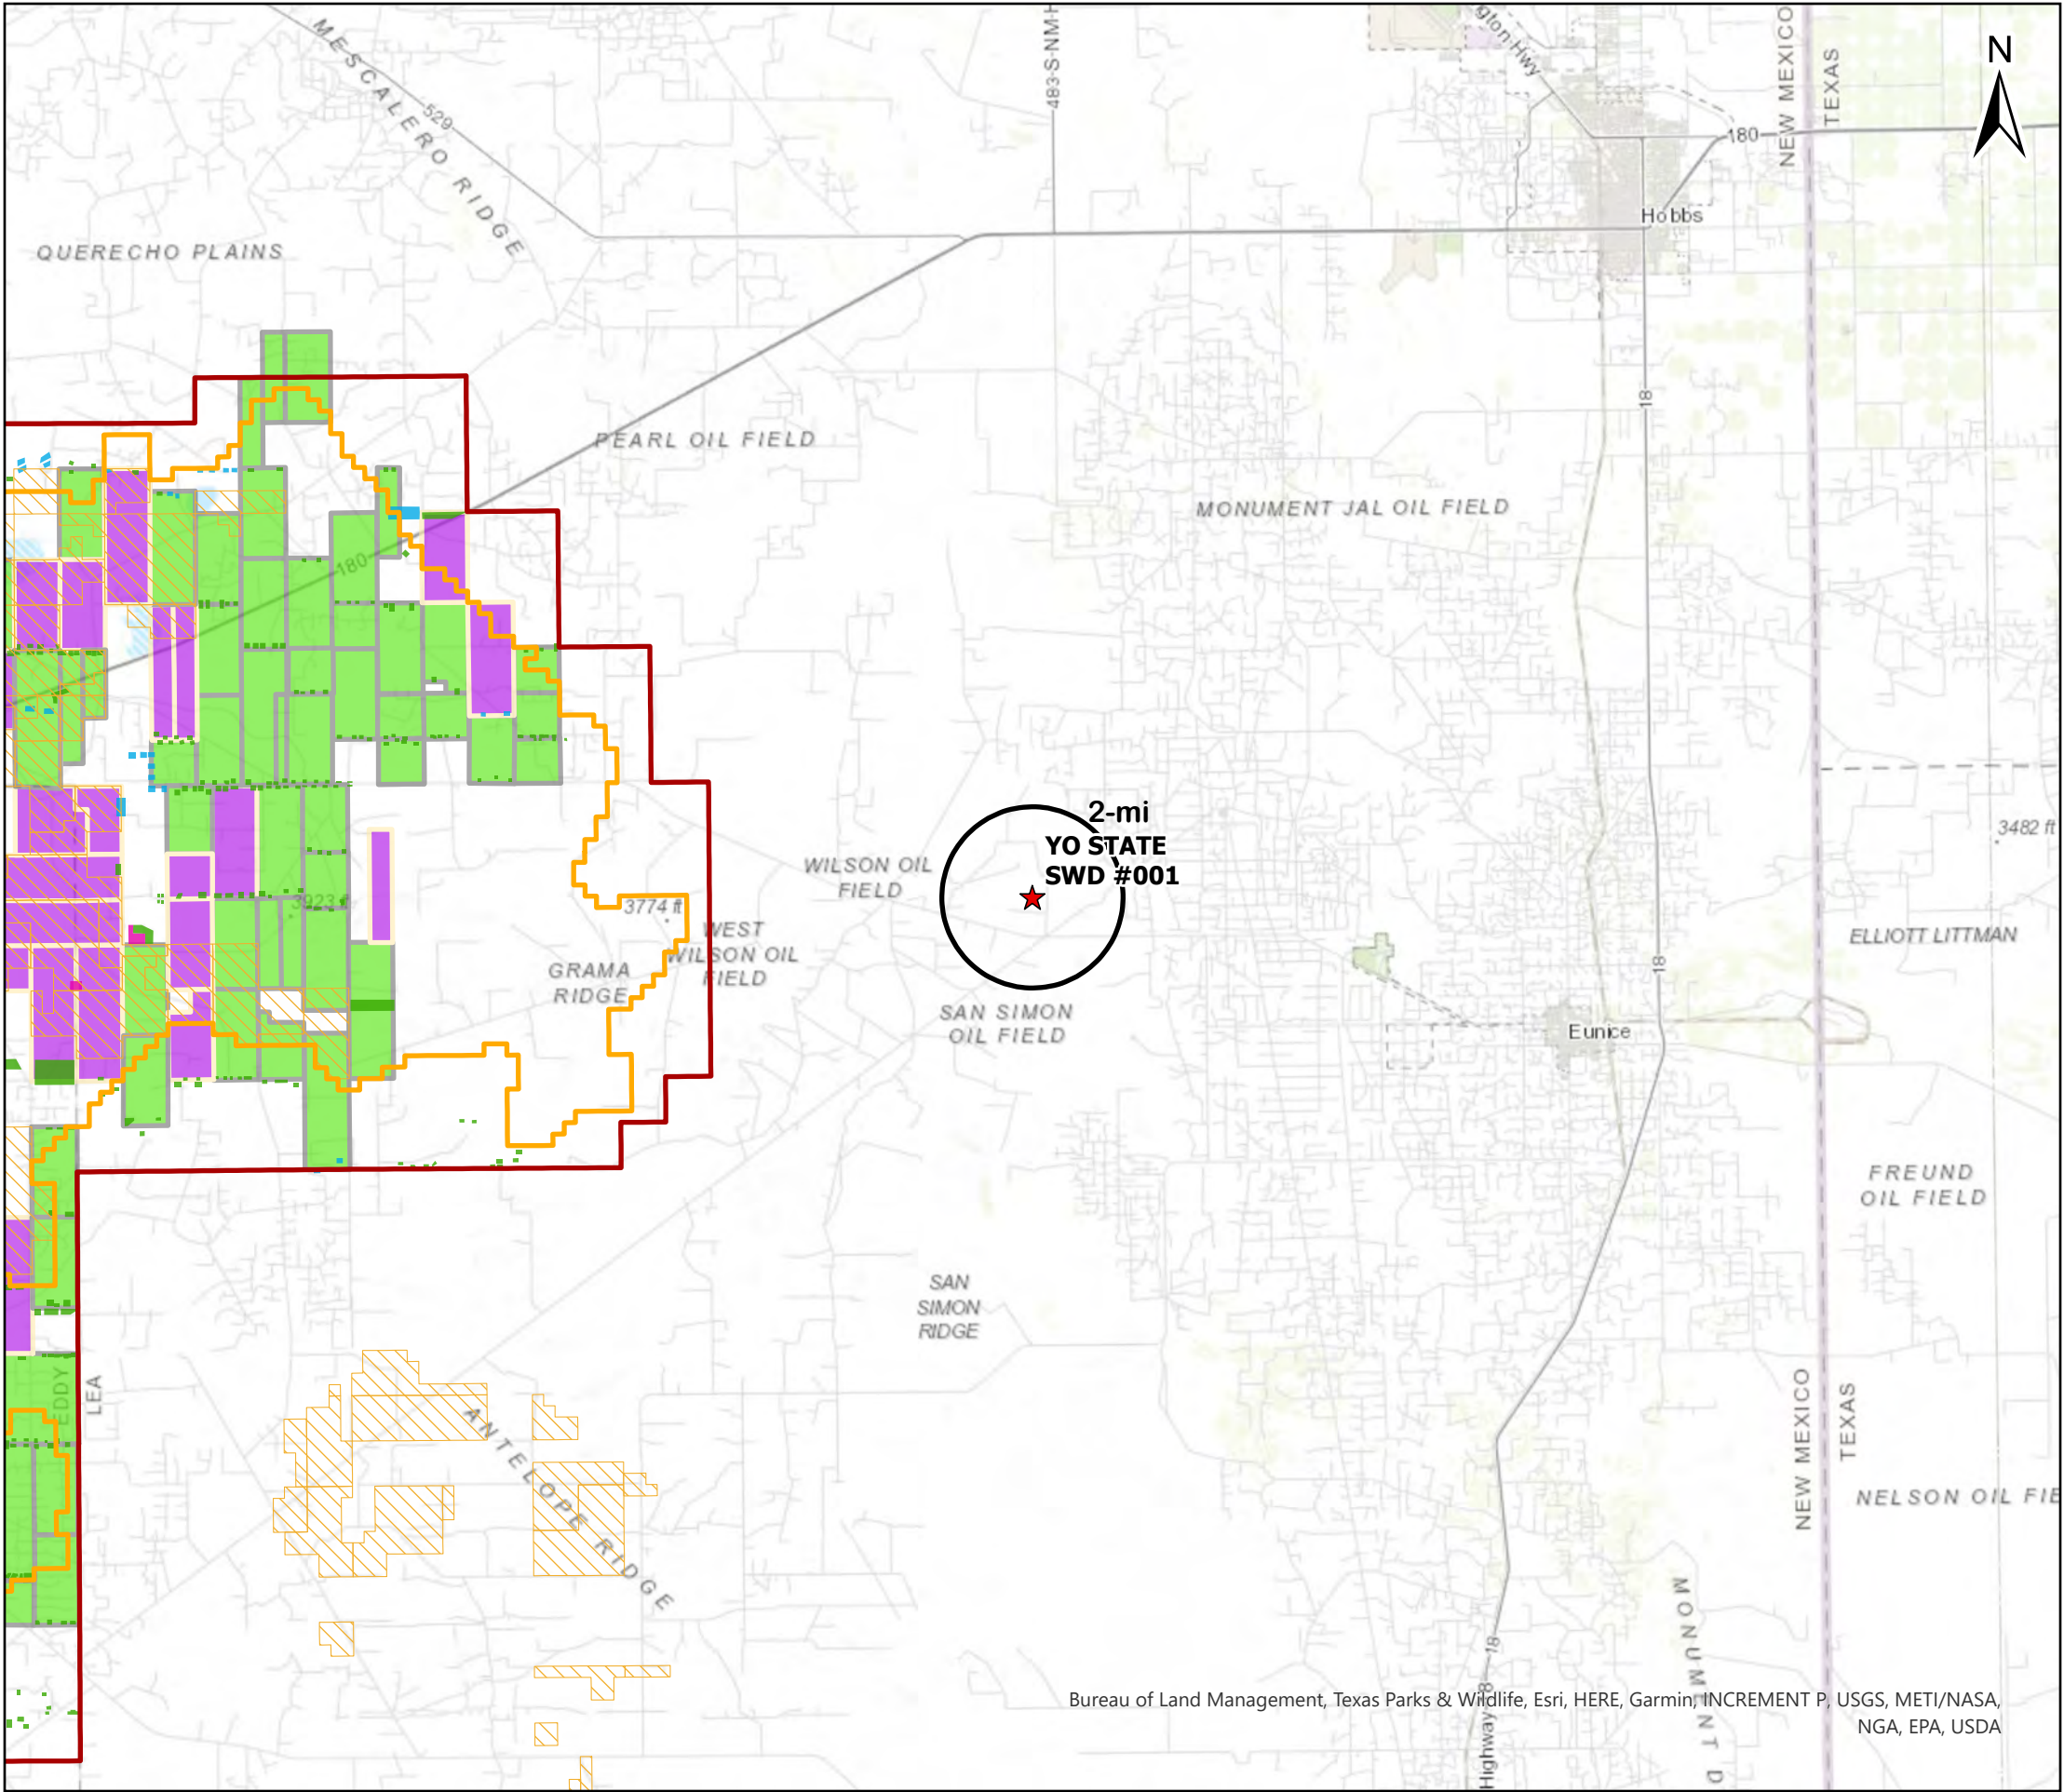 MESCALERO RIDGE
529
483-S-NM-H
gton-Hwy
NEW MEXICO
TEXAS
N
180
Hobbs
QUERECHO PLAINS
18
PEARL OIL FIELD
MONUMENT JAL OIL FIELD
180
2-mi
YO STATE
SWD #001
3482 ft
WILSON OIL
FIELD
3923 ft
3774 ft
WEST
WILSON OIL
FIELD
GRAMA
RIDGE
ELLIOTT LITTMAN
18
SAN SIMON
OIL FIELD
Eunice
FREUND
OIL FIELD
SAN
SIMON
RIDGE
EDDY
LEA
NEW MEXICO
TEXAS
ANTELOPE RIDGE
NELSON OIL FIE
MONUMENT D
18
Highway 8
Bureau of Land Management, Texas Parks & Wildlife, Esri, HERE, Garmin, INCREMENT P, USGS, METI/NASA,
NGA, EPA, USDA